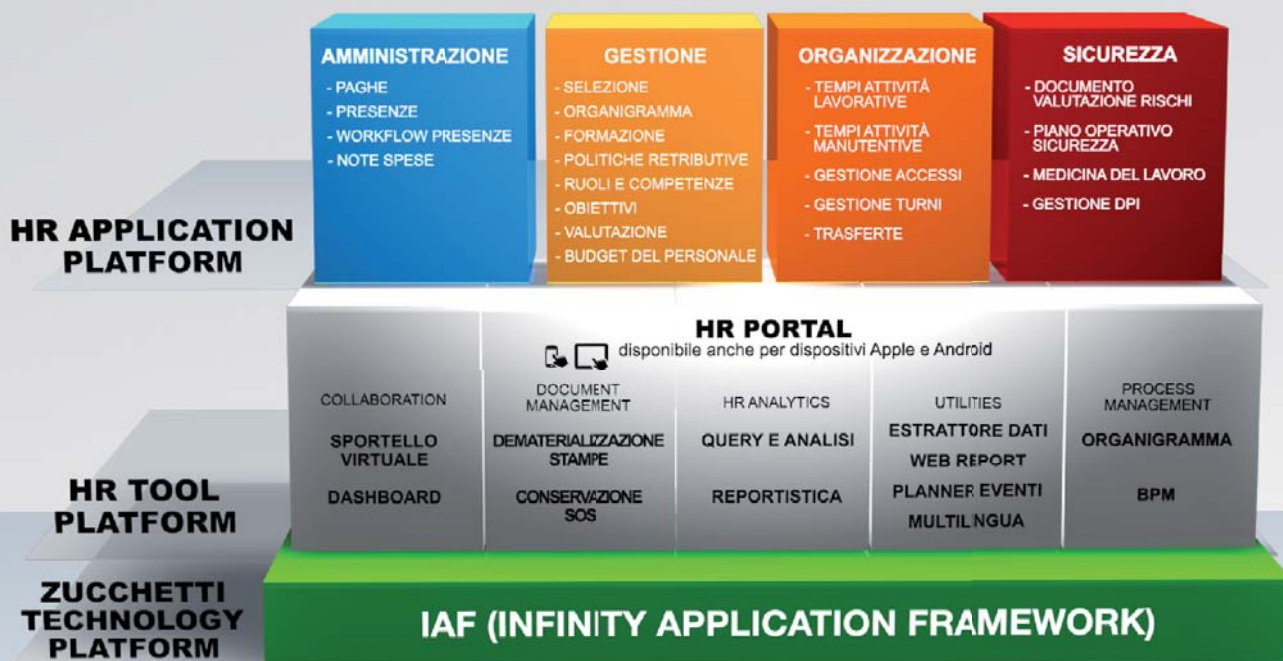 AMMINISTRAZIONE
- PAGHE
- PRESENZE
- WORKFLOW PRESENZE
- NOTE SPESE
GESTIONE
- SELEZIONE
- ORGANIGRAMMA
- FORMAZIONE
- POLITICHE RETRIBUTIVE
- RUOLI E COMPETENZE
- OBIETTIVI
- VALUTAZIONE
- BUDGET DEL PERSONALE
ORGANIZZAZIONE
- TEMPI ATTIVITÀ
LAVORATIVE
- TEMPI ATTIVITÀ
MANUTENTIVE
- GESTIONE ACCESSI
- GESTIONE TURNI
- TRASFERTE
SICUREZZA
- DOCUMENTO
VALUTAZIONE RISCHI
- PIANO OPERATIVO
SICUREZZA
- MEDICINA DEL LAVORO
- GESTIONE DPI
HR APPLICATION
PLATFORM
HR PORTAL
disponibile anche per dispositivi Apple e Android
COLLABORATION
SPORTELLO
VIRTUALE
DASHBOARD
DOCUMENT
MANAGEMENT
DEMATERIALIZZAZIONE
STAMPE
CONSERVAZIONE
SOS
HR ANALYTICS
QUERY E ANALISI
REPORTISTICA
UTILITIES
ESTRATTORE DATI
WEB REPORT
PLANNER EVENTI
MULTILINGUA
PROCESS
MANAGEMENT
ORGANIGRAMMA
BPM
HR TOOL
PLATFORM
ZUCCHETTI
TECHNOLOGY
PLATFORM
IAF (INFINITY APPLICATION FRAMEWORK)